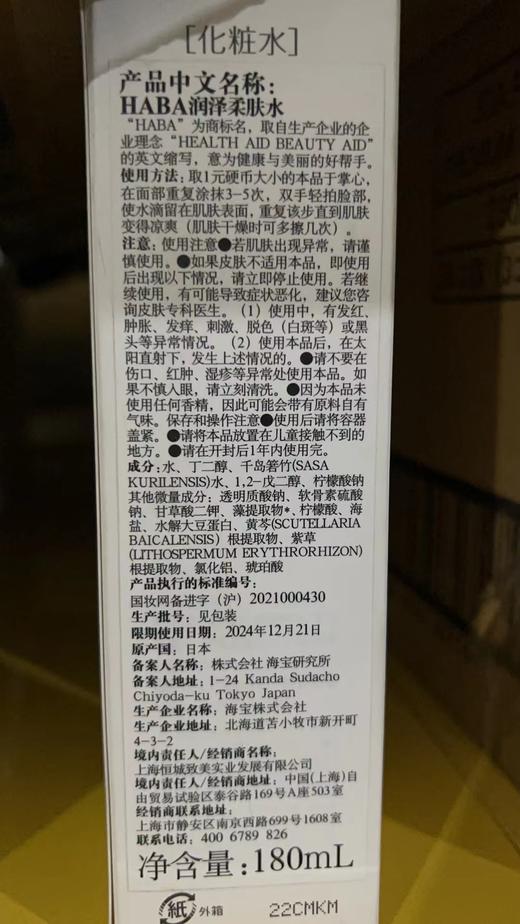 [化粧水]
产品中文名称：
HABA润泽柔肤水
“HABA”为商标名，取自生产企业的企
业理念“HEALTH AID BEAUTY AID”
的英文缩写，意为健康与美丽的好帮手。
使用方法：取1元硬币大小的本品于掌心，
在面部重复涂抹3-5次，双手轻拍脸部，
使水滴留在肌肤表面，重复该步直到肌肤
变得凉爽（肌肤干燥时可多擦几次）。
注意：使用注意●若肌肤出现异常，请谨
慎使用。●如果皮肤不适用本品，即使用
后出现以下情况，请立即停止使用。若继
续使用，有可能导致症状恶化，建议您咨
询皮肤专科医生。（1）使用中，有发红、
肿胀、发痒、刺激、脱色（白斑等）或黑
头等异常情况。（2）使用本品后，在太
阳直射下，发生上述情况的。●请不要在
伤口、红肿、湿疹等异常处使用本品。如
果不慎入眼，请立刻清洗。●因为本品未
使用任何香精，因此可能会带有原料自有
气味。保存和操作注意●使用后请将容器
盖紧。●请将本品放置在儿童接触不到的
地方。●请在开封后1年内使用完。
成分：水、丁二醇、千岛箬竹(SASA
KURILENSIS)水、1,2-戊二醇、柠檬酸钠
其他微量成分：透明质酸钠、软骨素硫酸
钠、甘草酸二钾、藻提取物*、柠檬酸、海
盐、水解大豆蛋白、黄芩(SCUTELLARIA
BAICALENSIS）根提取物、紫草
(LITHOSPERMUM ERYTHRORHIZON)
根提取物、氯化铝、琥珀酸
产品执行的标准编号：
国妆网备进字（沪）2021000430
生产批号：见包装
限期使用日期：2024年12月21日
原产国：日本
备案人名称：株式会社 海宝研究所
备案人地址：1-24 Kanda Sudacho
Chiyoda-ku Tokyo Japan
生产企业名称：海宝株式会社
生产企业地址：北海道苫小牧市新开町
4-3-2
境内责任人/经销商名称：
上海恒城致美实业发展有限公司
境内责任人/经销商地址：中国(上海)自
由贸易试验区泰谷路169号A座503室
经销商联系地址：
上海市静安区南京西路699号1608室
联系电话：400 6789 826
净含量：180mL
紙 外箱 22CMKM